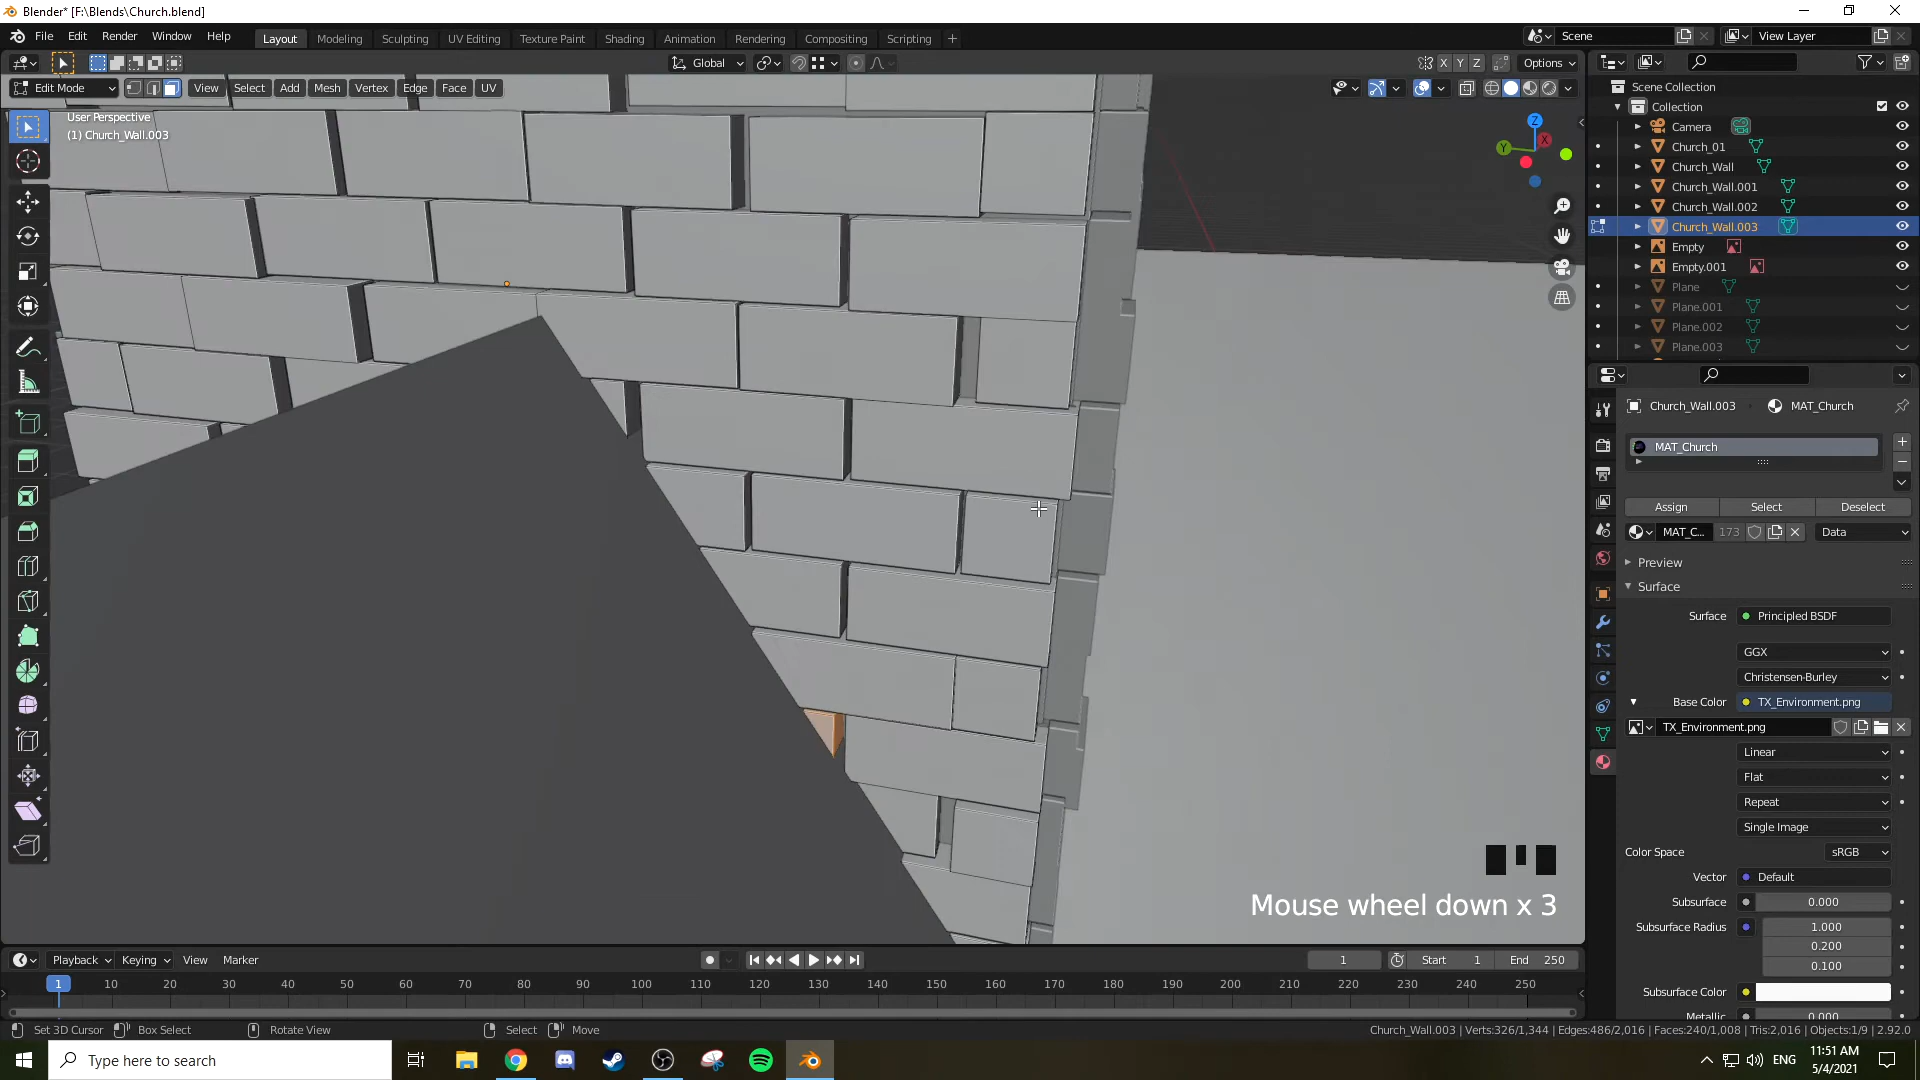 Blender* [F:\Blends\Church.blend]
File Edit Render Window Help
Layout Modeling Sculpting UV Editing Texture Paint Shading Animation Rendering Compositing Scripting +
Scene
View Layer
Global
X Y Z
Options
Edit Mode
View Select Add Mesh Vertex Edge Face UV
User Perspective
(1) Church_Wall.003
Z
Y
X
Scene Collection
Collection
Camera
Church_01
Church_Wall
Church_Wall.001
Church_Wall.002
Church_Wall.003
Empty
Empty.001
Plane
Plane.001
Plane.002
Plane.003
Church_Wall.003 MAT_Church
MAT_Church
Assign Select Deselect
MAT_C... 173 Data
Preview
Surface
Surface Principled BSDF
GGX
Christensen-Burley
Base Color TX_Environment.png
TX_Environment.png
Linear
Flat
Repeat
Single Image
Color Space sRGB
Vector Default
Subsurface 0.000
Subsurface Radius 1.000
0.200
0.100
Subsurface Color
Metallic 0.000
Mouse wheel down x 3
Playback Keying View Marker
1 Start 1 End 250
1 10 20 30 40 50 60 70 80 90 100 110 120 130 140 150 160 170 180 190 200 210 220 230 240 250
Set 3D Cursor Box Select Rotate View Select Move
Church_Wall.003 | Verts:326/1,344 | Edges:486/2,016 | Faces:240/1,008 | Tris:2,016 | Objects:1/9 | 2.92.0
Type here to search
ENG
11:51 AM
5/4/2021